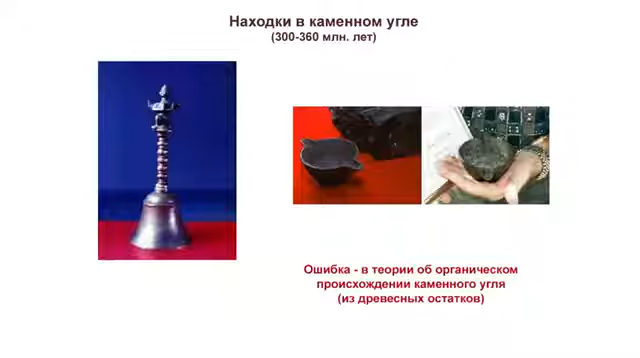 Находки в каменном угле
(300-360 млн. лет)
Ошибка - в теории об органическом
происхождении каменного угля
(из древесных остатков)